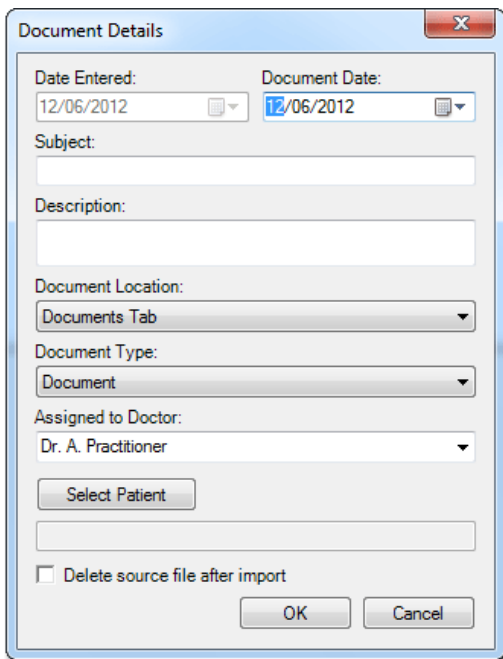 Document Details
Date Entered: Document Date:
12/06/2012 12/06/2012
Subject:
Description:
Document Location:
Documents Tab
Document Type:
Document
Assigned to Doctor:
Dr. A. Practitioner
Select Patient
Delete source file after import
OK Cancel